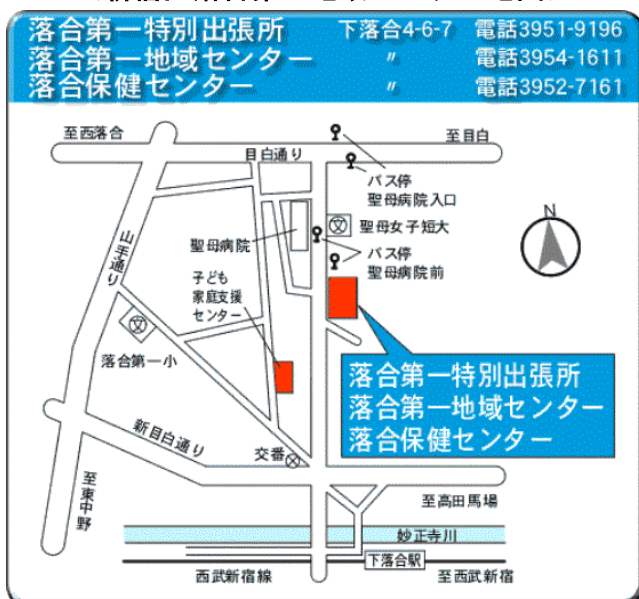 落合第一特別出張所 下落合4-6-7 電話3951-9196
落合第一地域センター 〃 電話3954-1611
落合保健センター 〃 電話3952-7161
至西落合
至目白
目白通り
バス停
聖母病院入口
聖母女子短大
山手通り
聖母病院
バス停
聖母病院前
N
子ども
家庭支援
センター
落合第一小
落合第一特別出張所
落合第一地域センター
落合保健センター
新目白通り
交番
至東中野
至高田馬場
妙正寺川
下落合駅
西武新宿線
至西武新宿